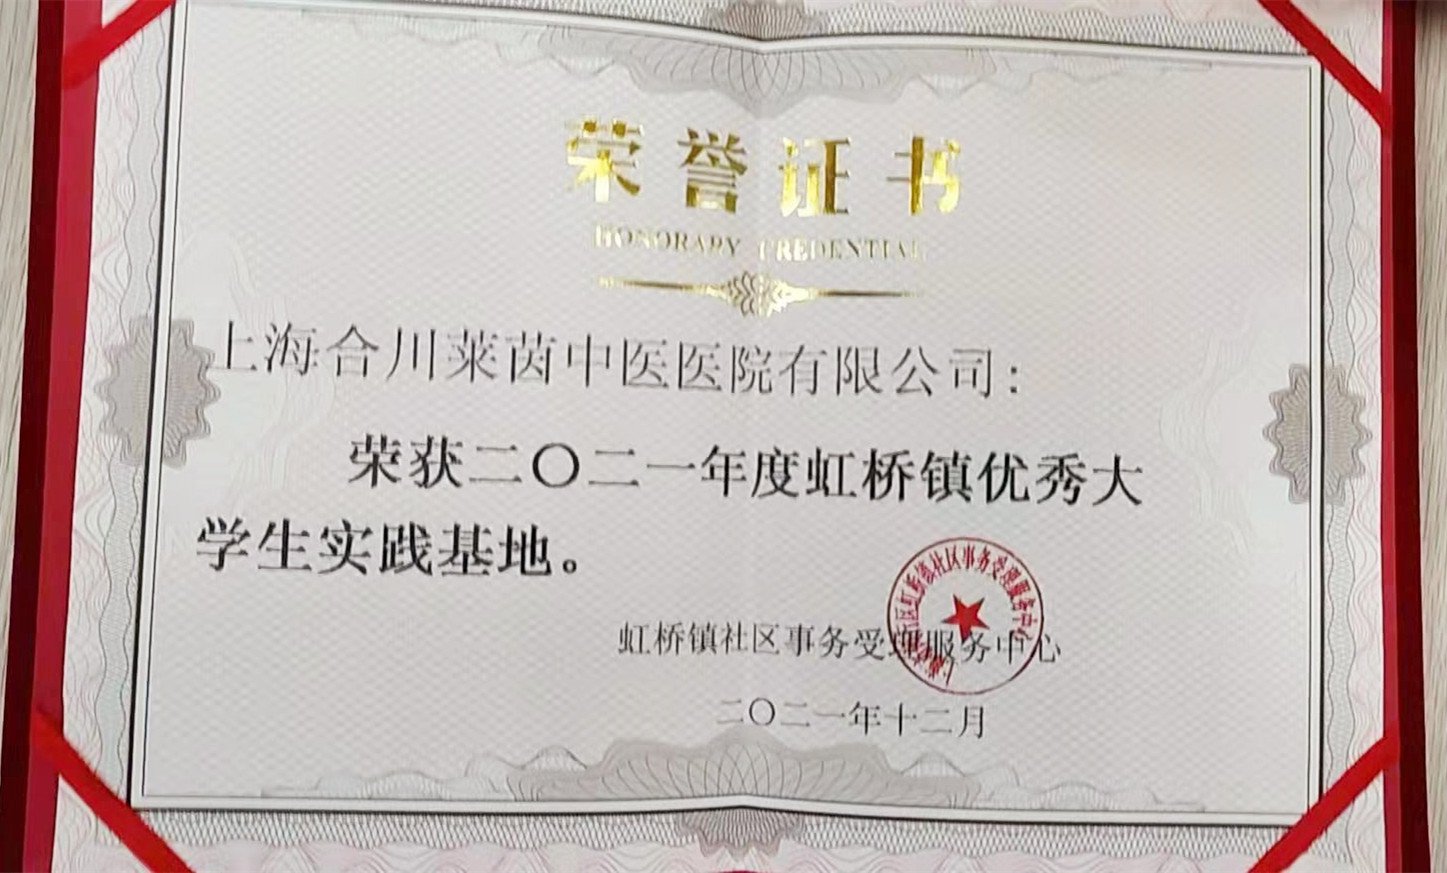 荣誉证书
HONORARY CREDENTIAL
上海合川莱茵中医医院有限公司：
荣获二〇二一年度虹桥镇优秀大
学生实践基地。
虹桥镇社区事务受理服务中心
二〇二一年十二月